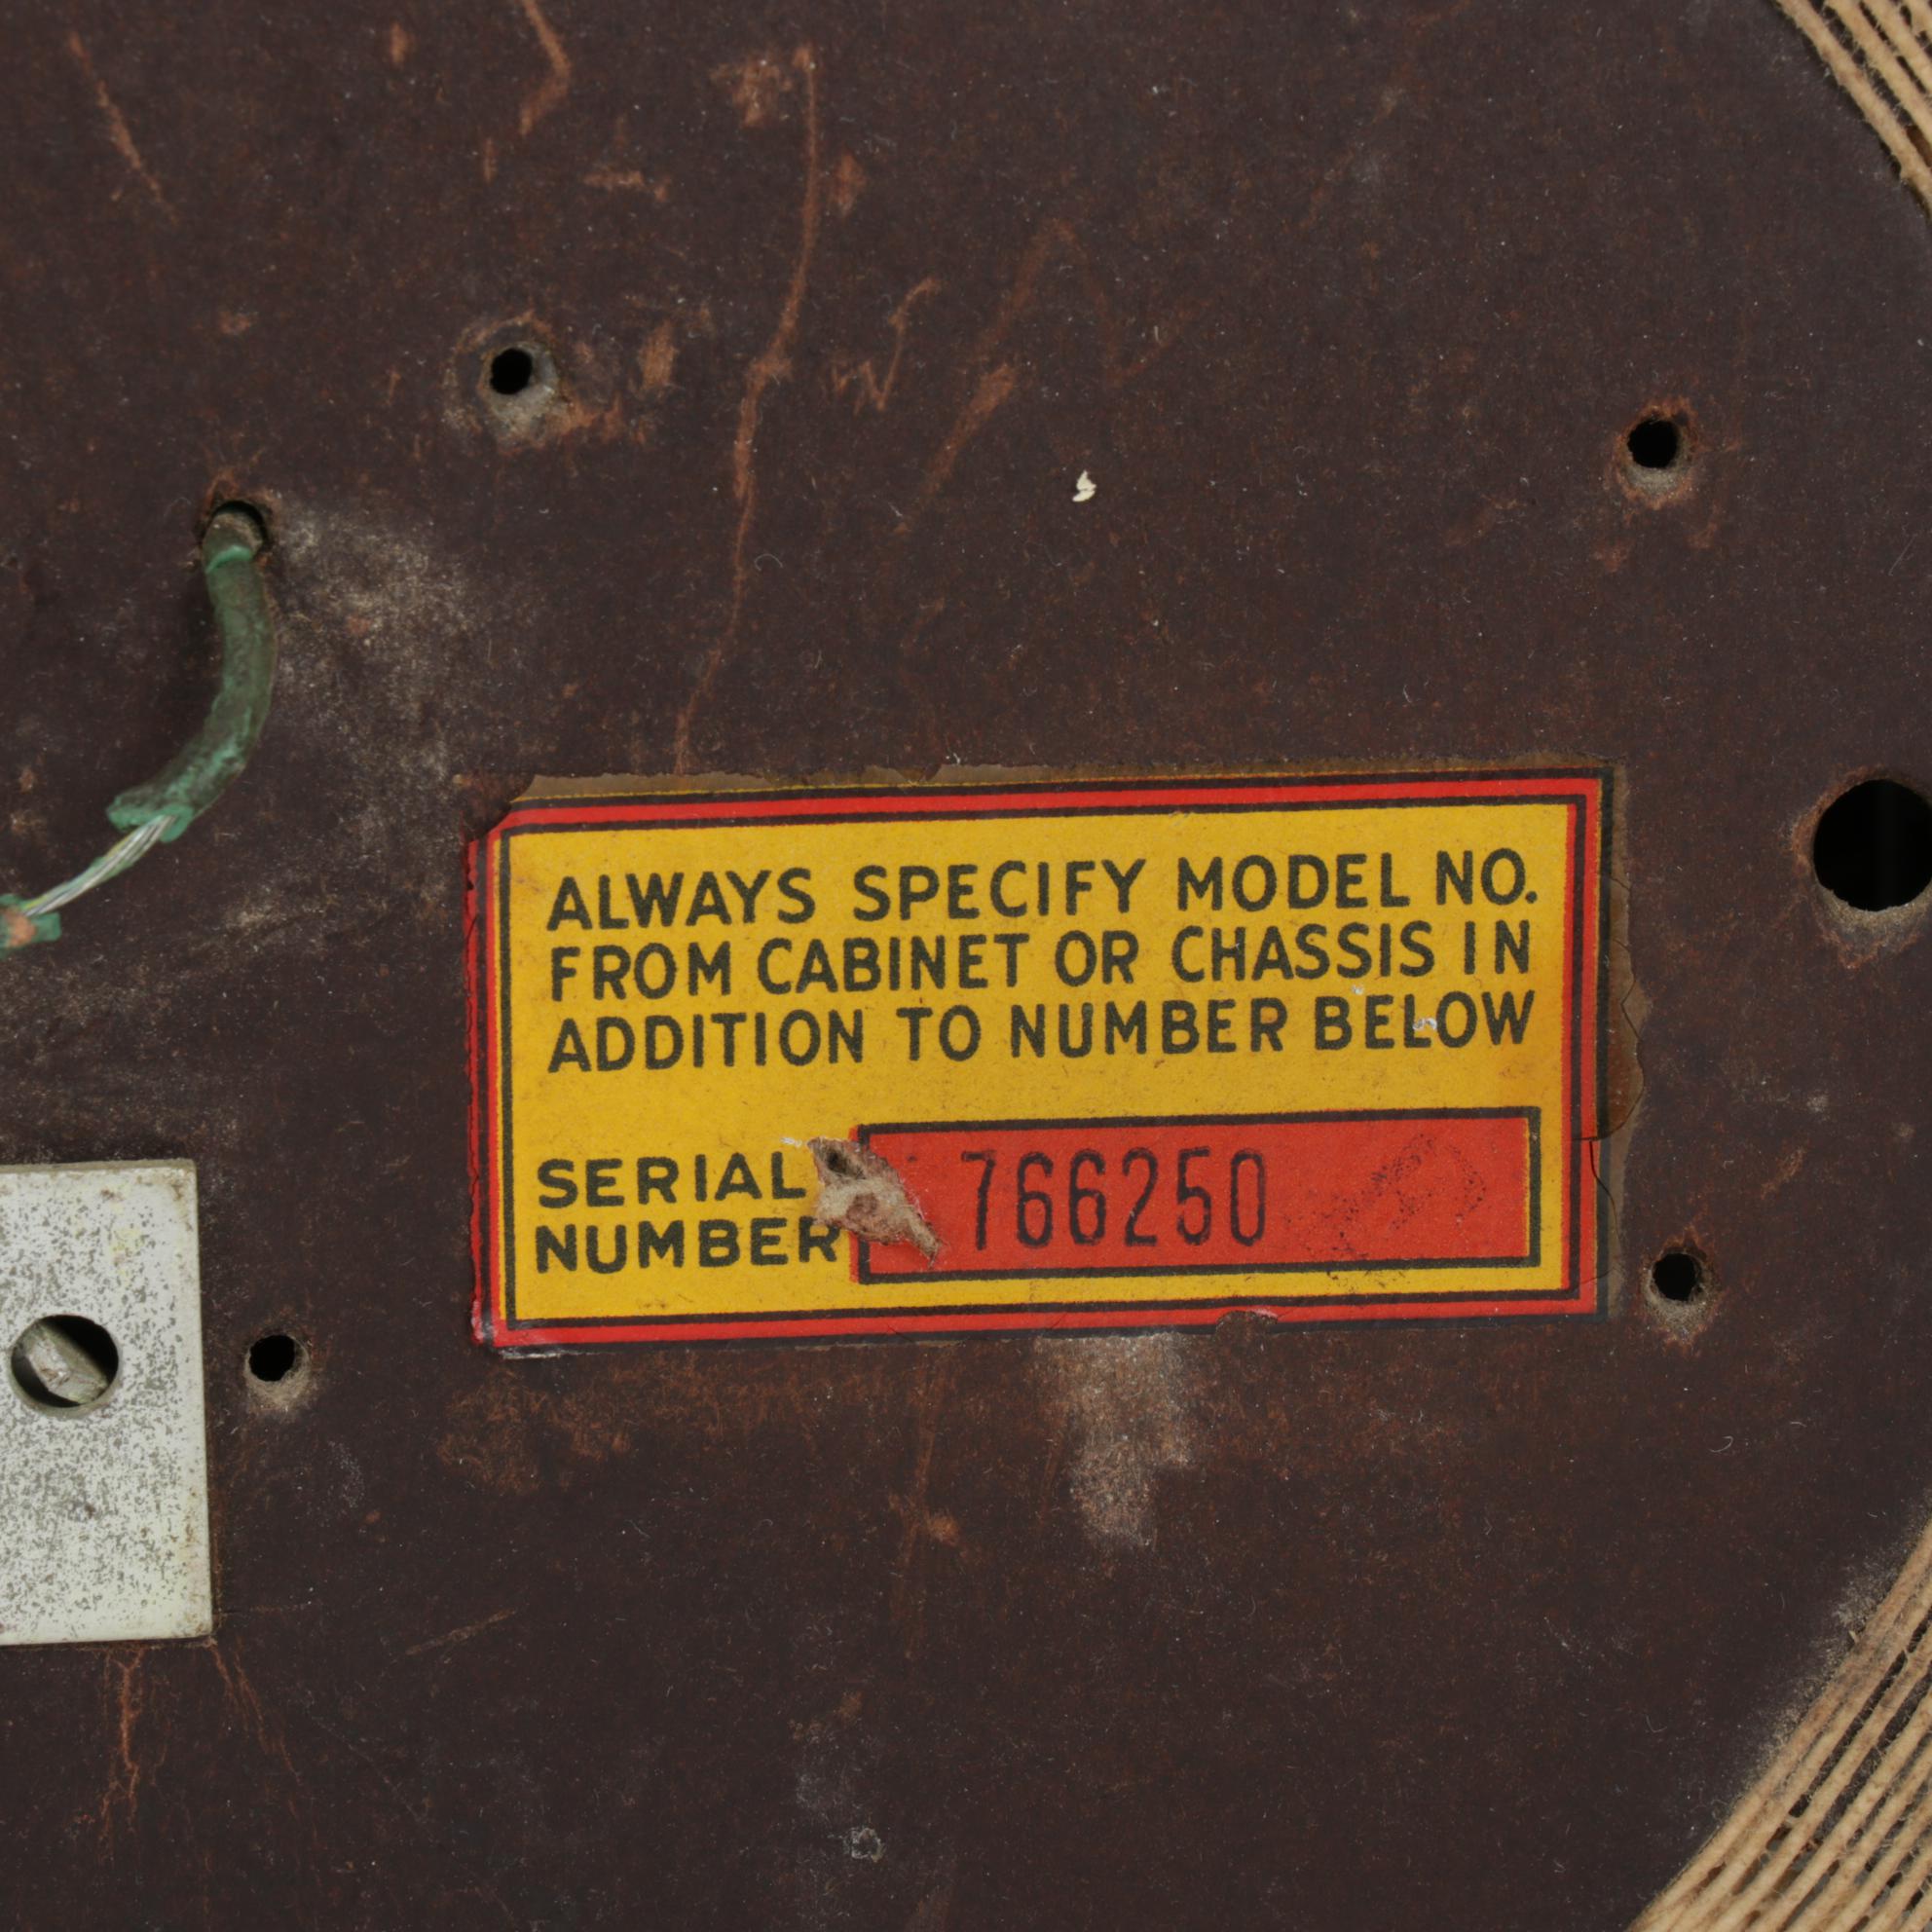 ALWAYS SPECIFY MODEL NO.
FROM CABINET OR CHASSIS IN
ADDITION TO NUMBER BELOW
SERIAL
NUMBER
766250